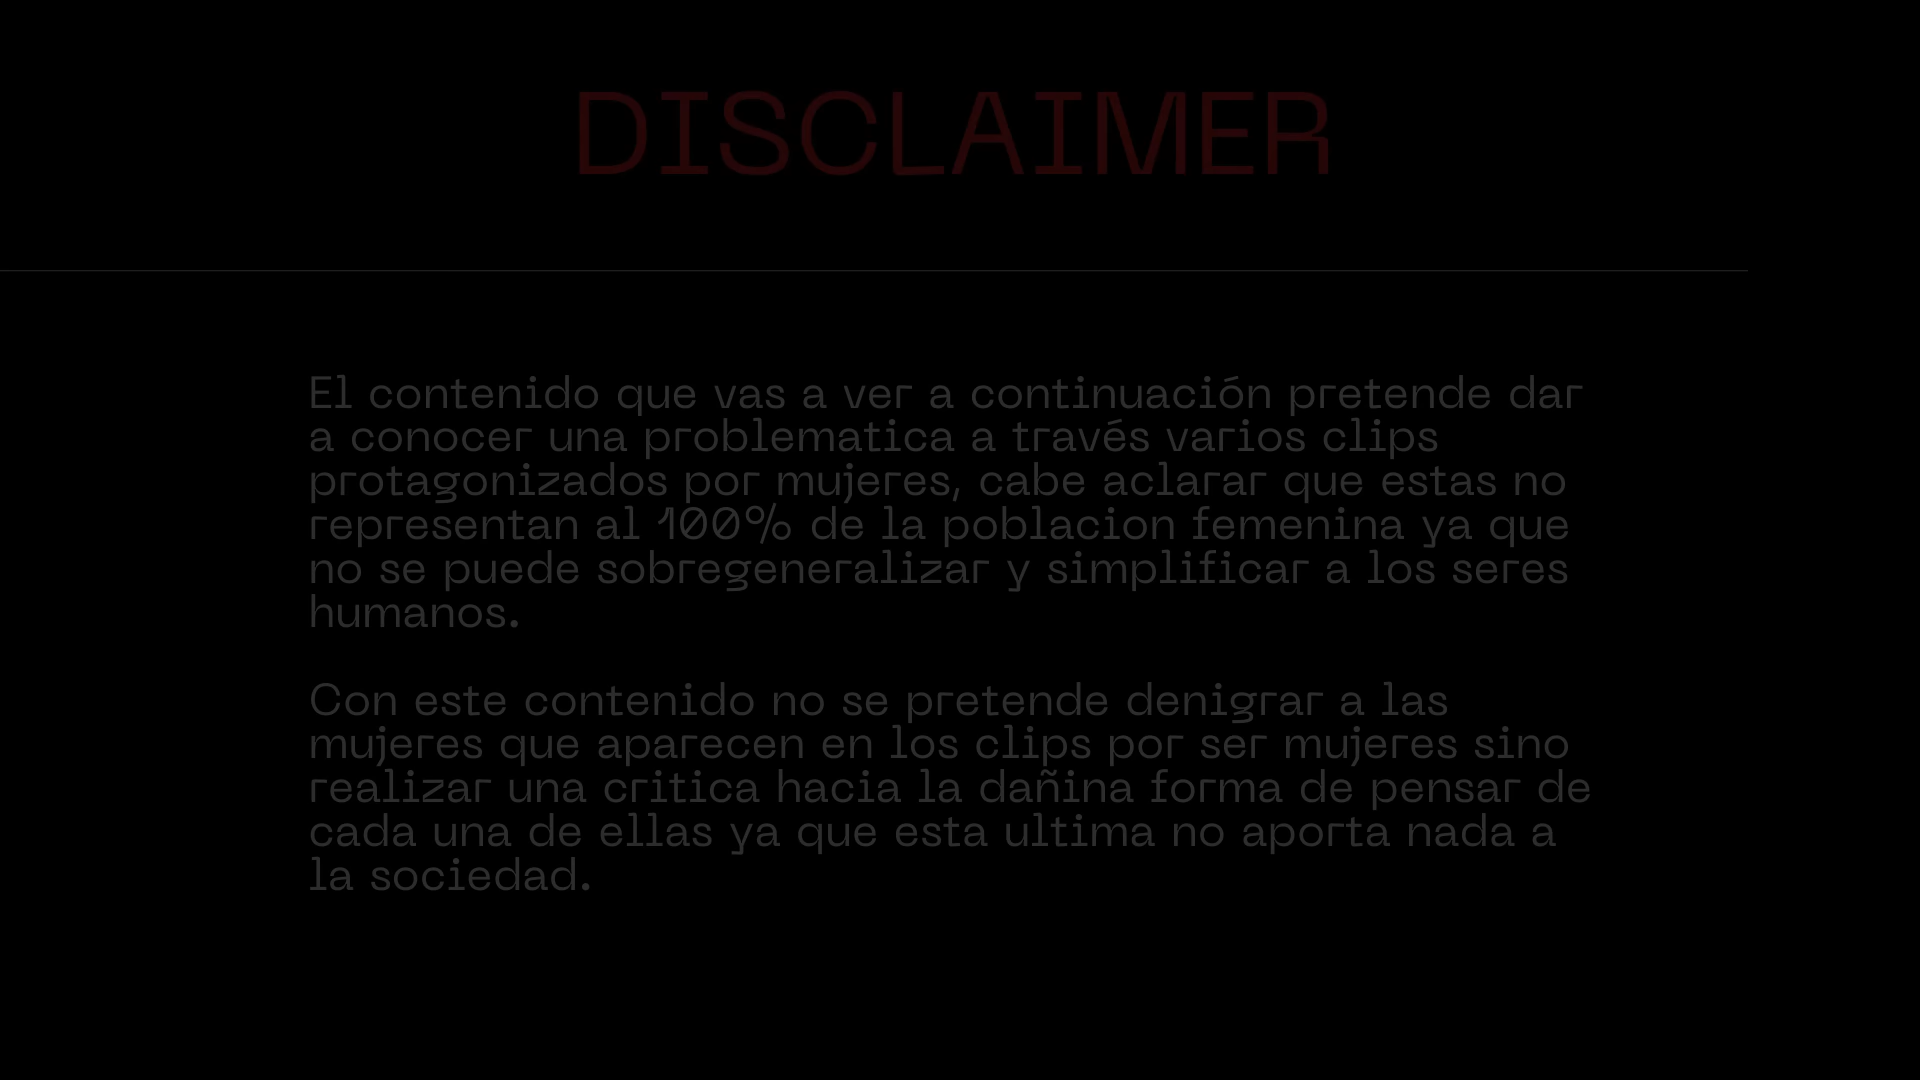 DISCLAIMER
El contenido que vas a ver a continuación pretende dar
a conocer una problematica a través varios clips
protagonizados por mujeres, cabe aclarar que estas no
representan al 100% de la poblacion femenina ya que
no se puede sobregeneralizar y simplificar a los seres
humanos.
Con este contenido no se pretende denigrar a las
mujeres que aparecen en los clips por ser mujeres sino
realizar una critica hacia la dañina forma de pensar de
cada una de ellas ya que esta ultima no aporta nada a
la sociedad.